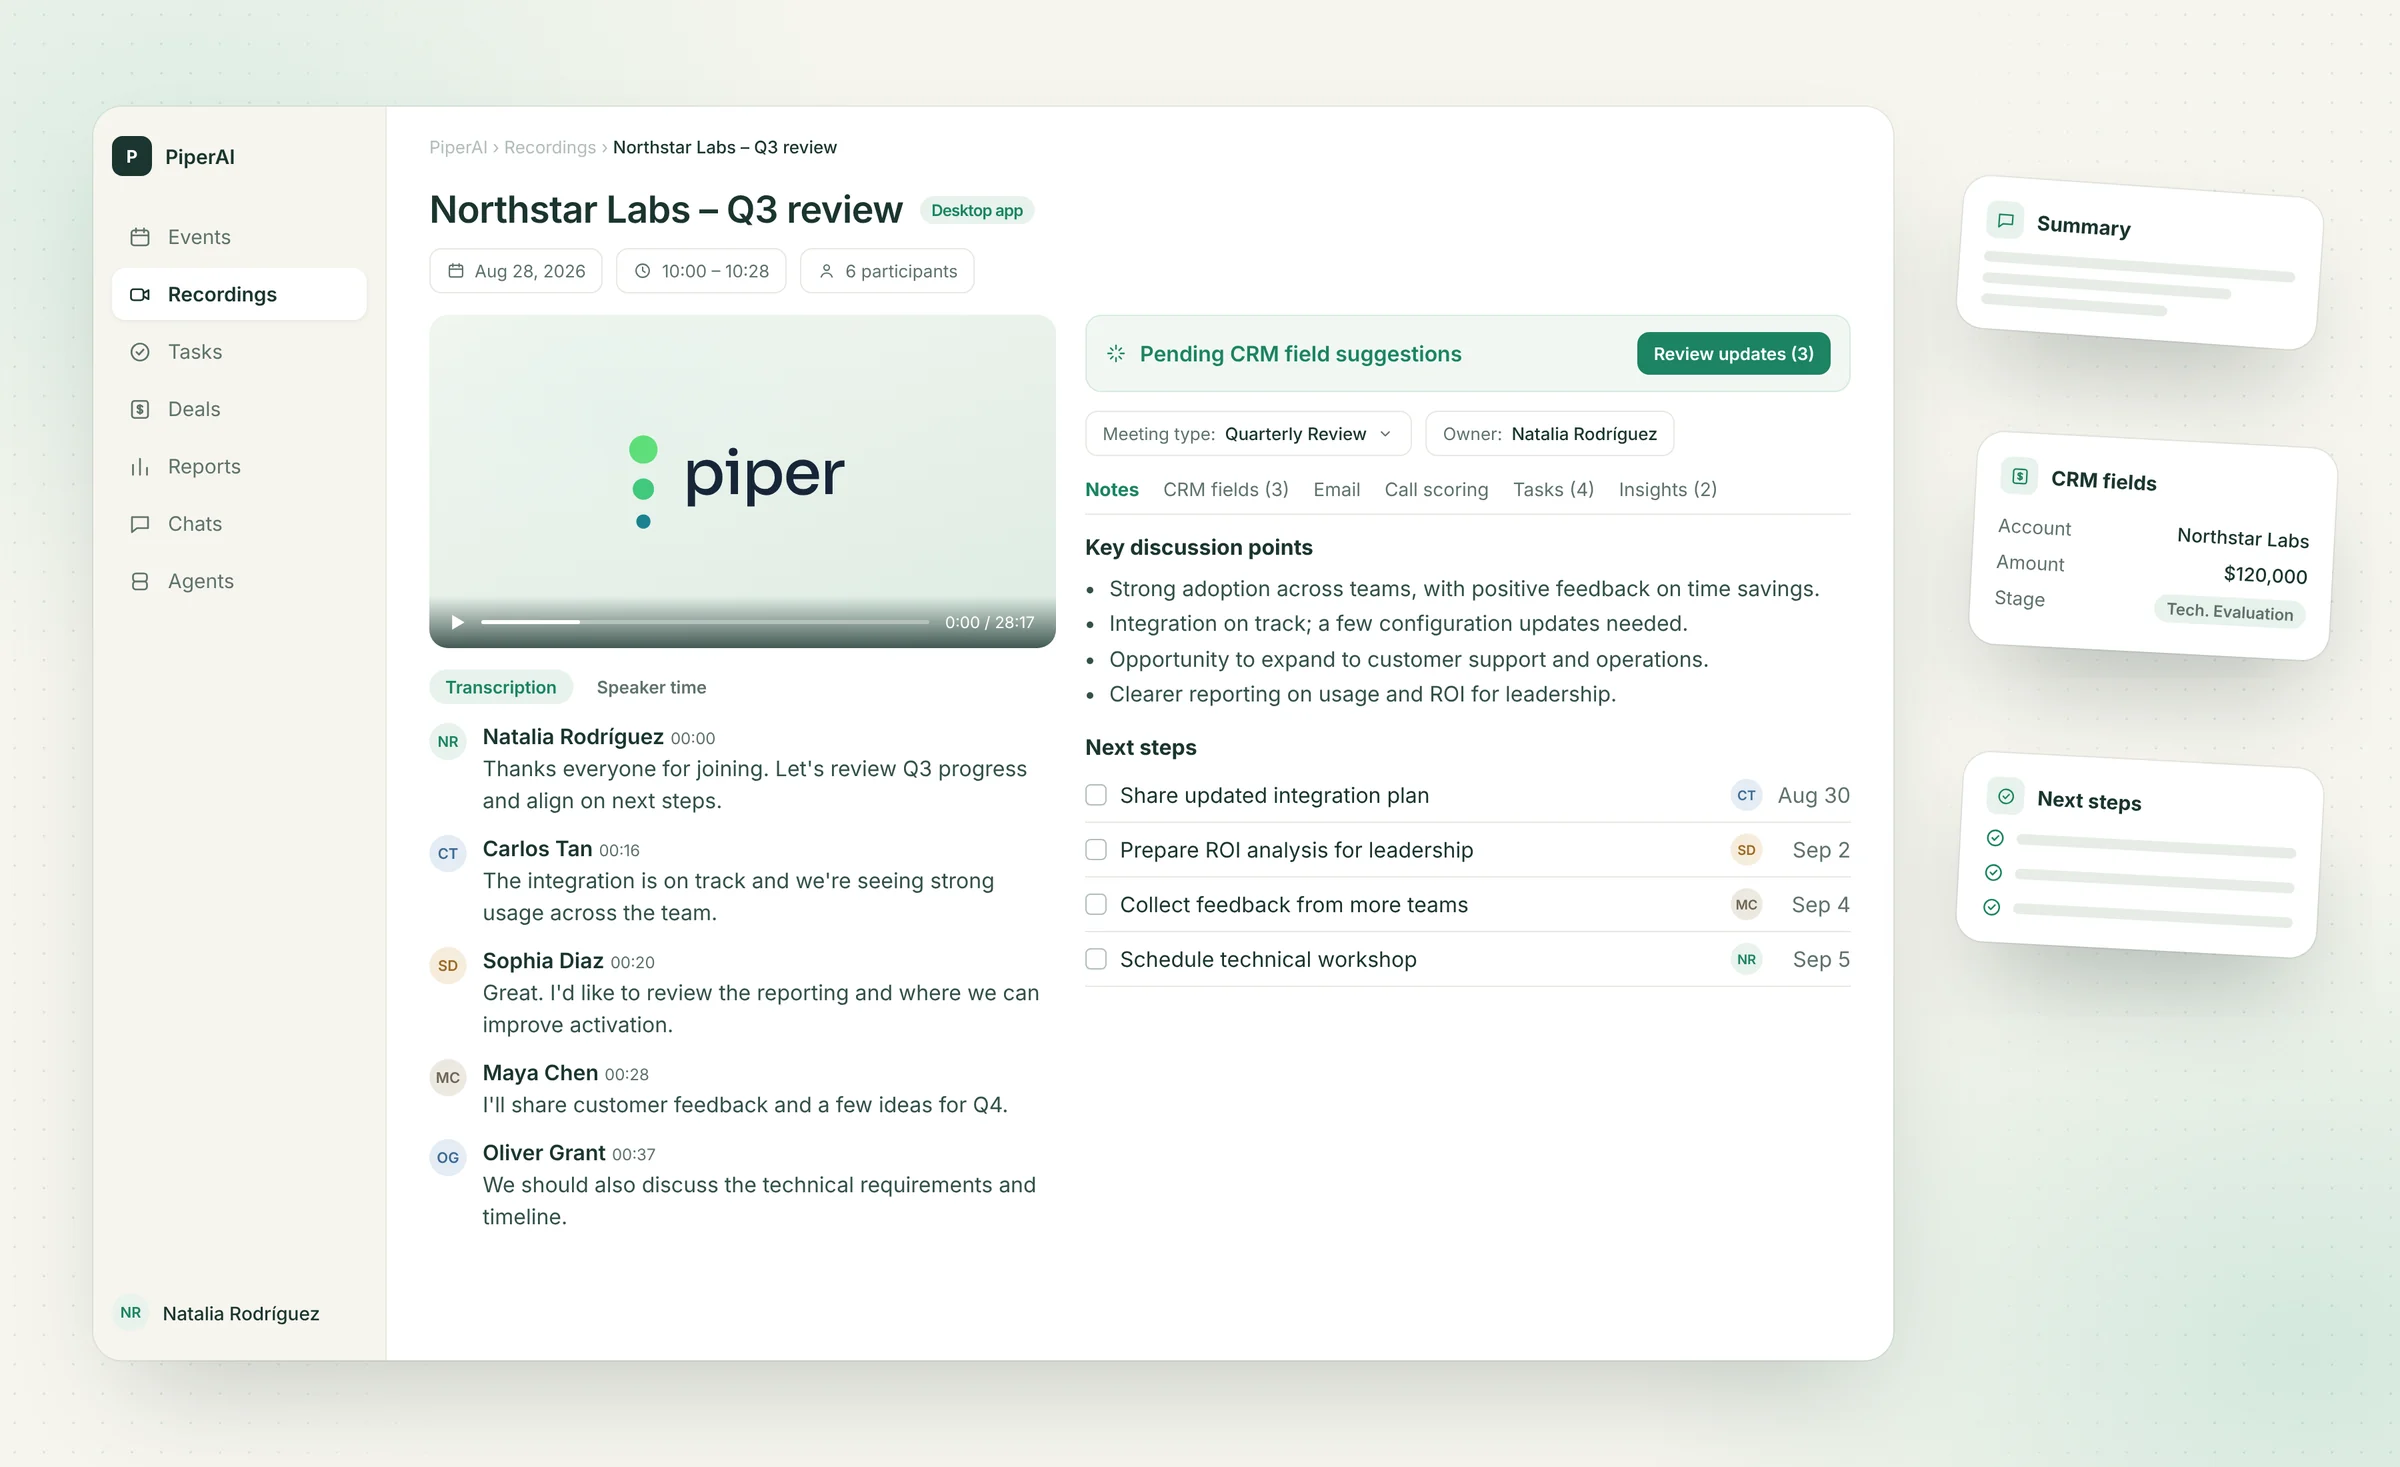 P PiperAI
Events
Recordings
Tasks
Deals
Reports
Chats
Agents
NR Natalia Rodríguez
PiperAI › Recordings › Northstar Labs – Q3 review
Northstar Labs – Q3 review Desktop app
Aug 28, 2026 10:00 – 10:28 6 participants
piper
0:00 / 28:17
Transcription Speaker time
NR Natalia Rodríguez 00:00
Thanks everyone for joining. Let's review Q3 progress
and align on next steps.
CT Carlos Tan 00:16
The integration is on track and we're seeing strong
usage across the team.
SD Sophia Diaz 00:20
Great. I'd like to review the reporting and where we can
improve activation.
MC Maya Chen 00:28
I'll share customer feedback and a few ideas for Q4.
OG Oliver Grant 00:37
We should also discuss the technical requirements and
timeline.
Pending CRM field suggestions Review updates (3)
Meeting type: Quarterly Review Owner: Natalia Rodríguez
Notes CRM fields (3) Email Call scoring Tasks (4) Insights (2)
Key discussion points
• Strong adoption across teams, with positive feedback on time savings.
• Integration on track; a few configuration updates needed.
• Opportunity to expand to customer support and operations.
• Clearer reporting on usage and ROI for leadership.
Next steps
Share updated integration plan CT Aug 30
Prepare ROI analysis for leadership SD Sep 2
Collect feedback from more teams MC Sep 4
Schedule technical workshop NR Sep 5
Summary
CRM fields
Account Northstar Labs
Amount $120,000
Stage Tech. Evaluation
Next steps